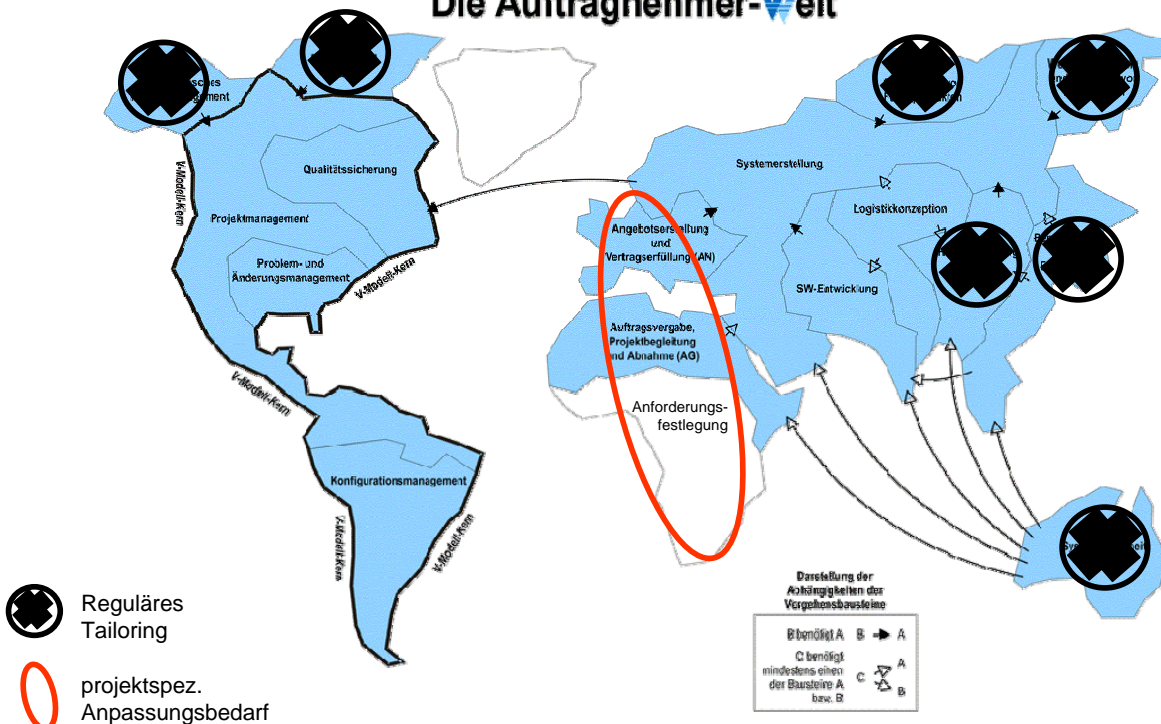 Die Auftragnehmer-Welt
Qualitätssicherung
Projektmanagement
Problem- und
Änderungsmanagement
V-Modell-Kern
V-Modell-Kern
V-Modell-Kern
Konfigurationsmanagement
V-Modell-Kern
V-Modell-Kern
Systemerstellung
Logistikkonzeption
Angebotserstellung
und
Vertragserfüllung (AN)
SW-Entwicklung
Auftragsvergabe,
Projektbegleitung
und Abnahme (AG)
Anforderungs-
festlegung
Darstellung der
Abhängigkeiten der
Vorgehensbausteine
B benötigt A B A
C benötigt
mindestens einen
der Bausteine A
bzw. B
C A
B
Reguläres
Tailoring
projektspez.
Anpassungsbedarf